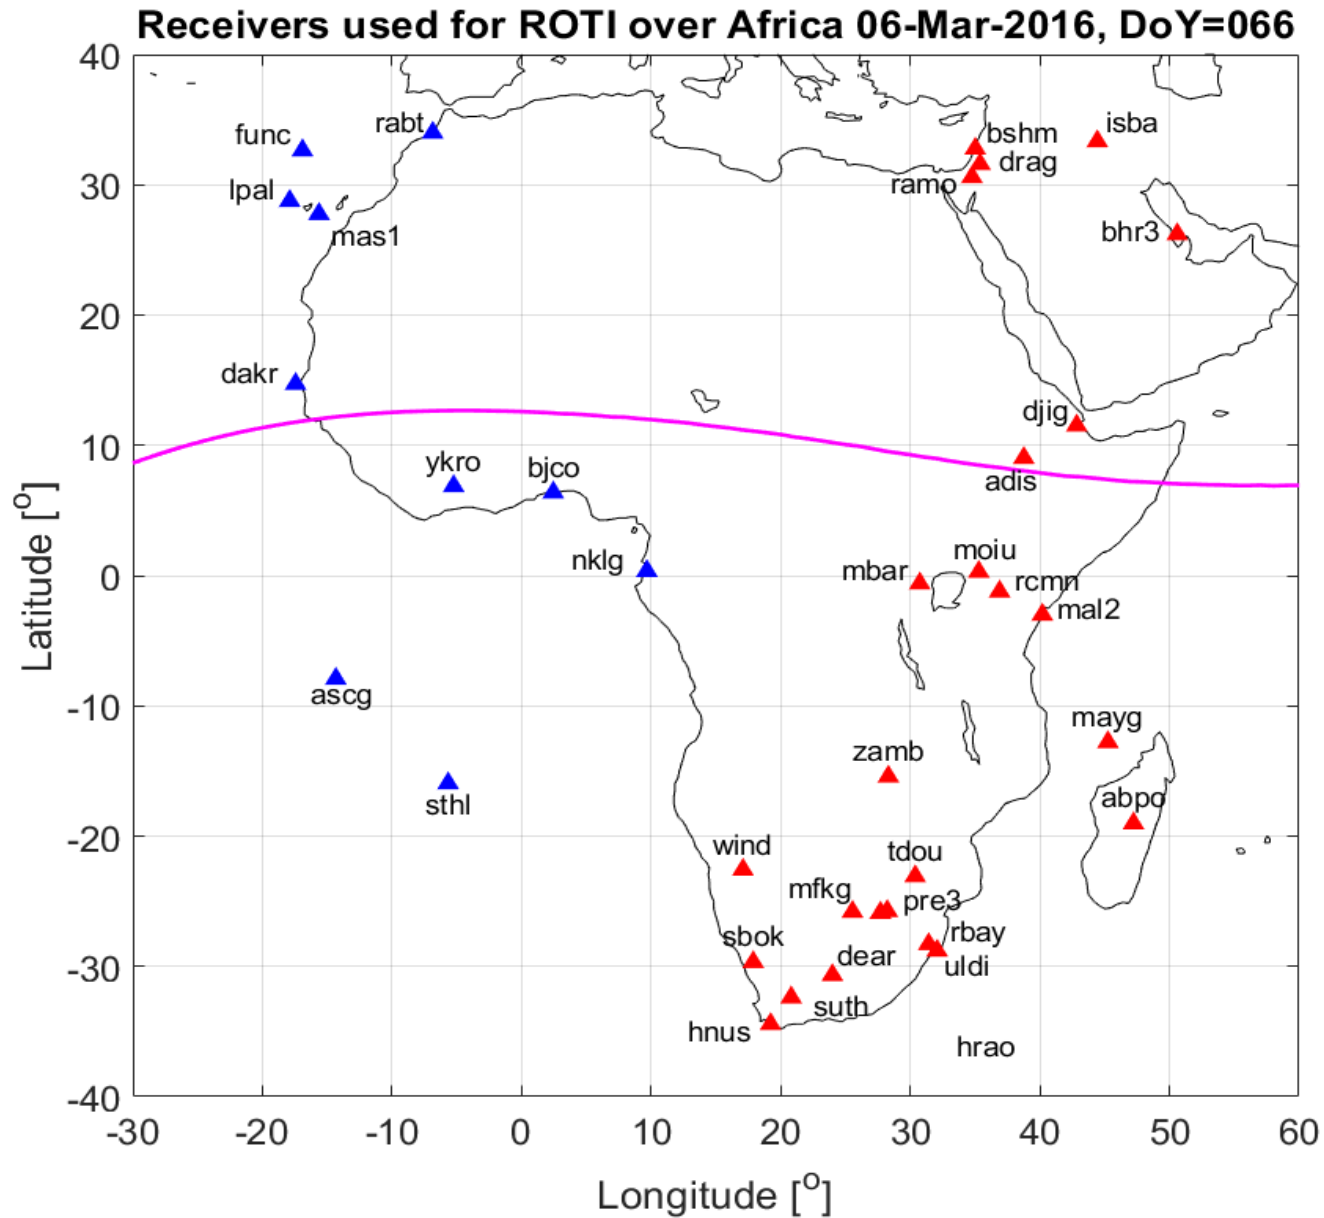 Receivers used for ROTI over Africa 06-Mar-2016, DoY=066
40
30
20
10
0
-10
-20
-30
-40
Latitude [o]
func
rabt
bshm
isba
drag
lpal
ramo
mas1
bhr3
dakr
djig
ykro
bjco
adis
nklg
mbar
moiu
rcmn
mal2
ascg
mayg
zamb
sthl
abpo
wind
tdou
mfkg
pre3
sbok
rbay
dear
uldi
suth
hnus
hrao
-30
-20
-10
0
10
20
30
40
50
60
Longitude [o]